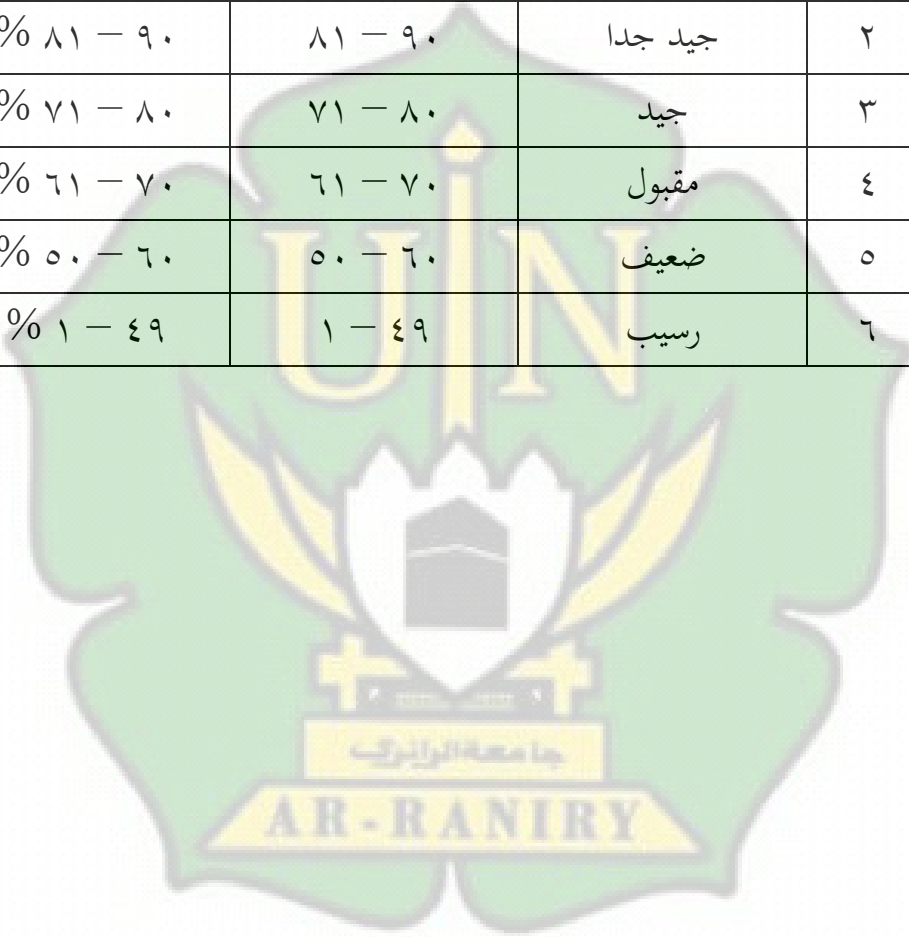 ٢ جيد جدا ٩٠ – ٨١ ٩٠ – ٨١ %
٣ جيد ٨٠ – ٧١ ٨٠ – ٧١ %
٤ مقبول ٧٠ – ٦١ ٧٠ – ٦١ %
٥ ضعيف ٦٠ – ٥٠ ٦٠ – ٥٠ %
٦ رسيب ٤٩ – ١ ٤٩ – ١ %
UIN
جامعة الرانري
AR-RANIRY